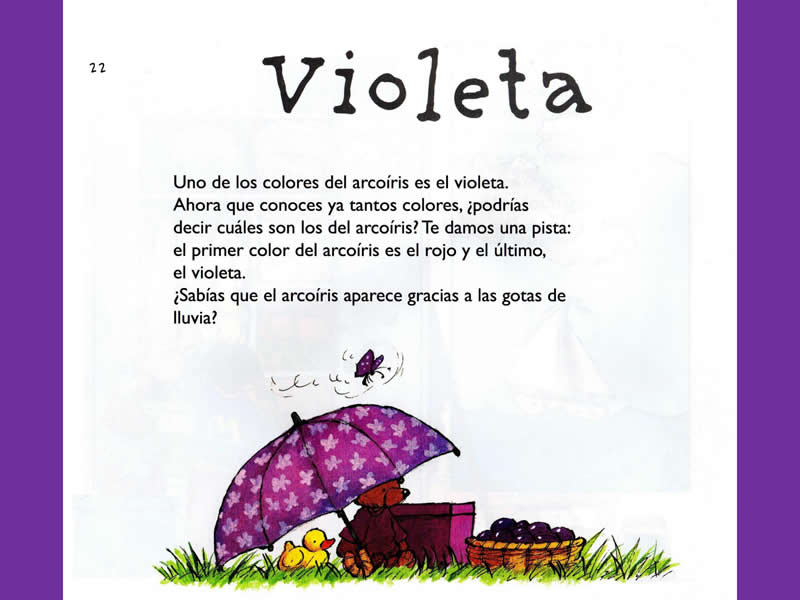 22
Violeta
Uno de los colores del arcoíris es el violeta.
Ahora que conoces ya tantos colores, ¿podrías
decir cuáles son los del arcoíris? Te damos una pista:
el primer color del arcoíris es el rojo y el último,
el violeta.
¿Sabías que el arcoíris aparece gracias a las gotas de
lluvia?